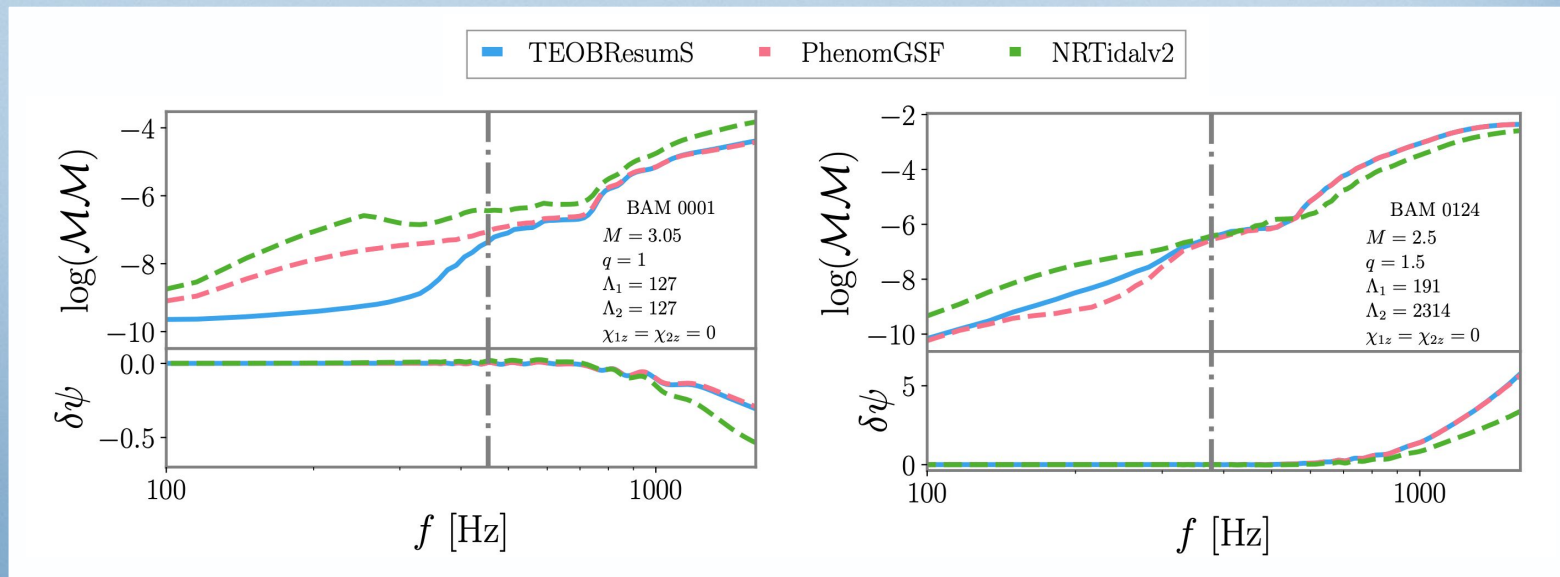 TEOBResumS PhenomGSF NRTidalv2
−4
−6
−8
−10
log(ℳℳ)
BAM 0001
M = 3.05
q = 1
Λ₁ = 127
Λ₂ = 127
χ₁z = χ₂z = 0
0.0
−0.5
δψ
100 1000
f [Hz]
−2
−4
−6
−8
−10
log(ℳℳ)
BAM 0124
M = 2.5
q = 1.5
Λ₁ = 191
Λ₂ = 2314
χ₁z = χ₂z = 0
5
0
δψ
100 1000
f [Hz]